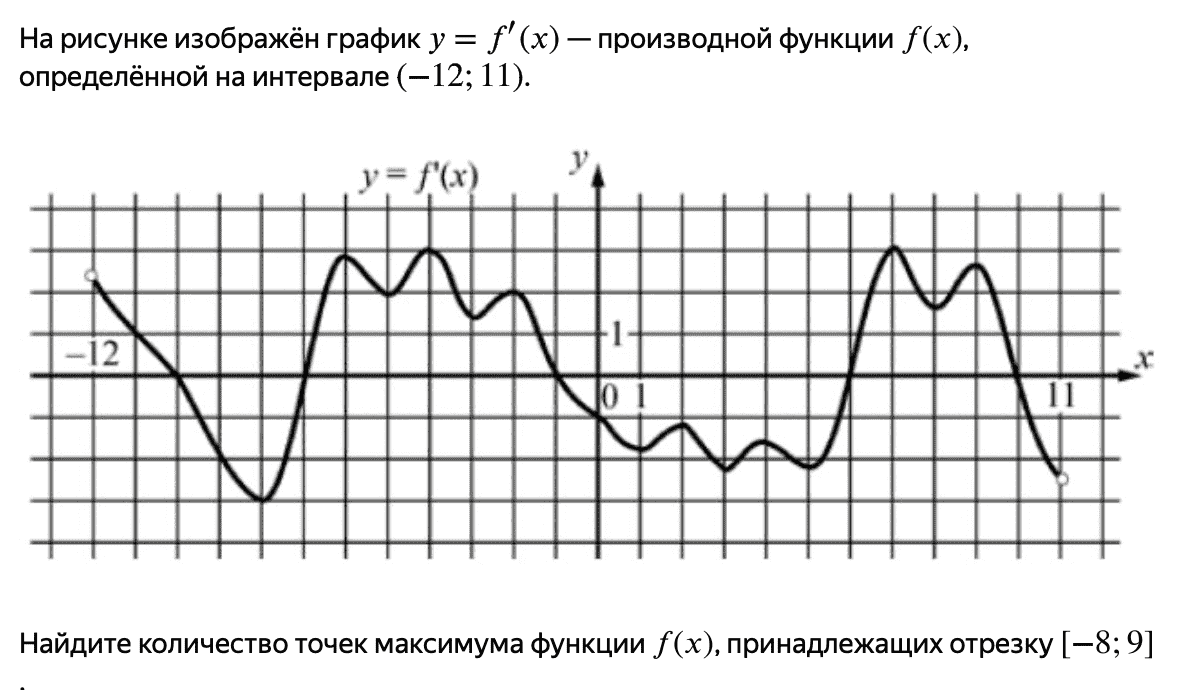 На рисунке изображён график y = f′(x) — производной функции f(x),
определённой на интервале (−12; 11).
y = f'(x)
y
1
−12
x
0 1
11
Найдите количество точек максимума функции f(x), принадлежащих отрезку [−8; 9]
.